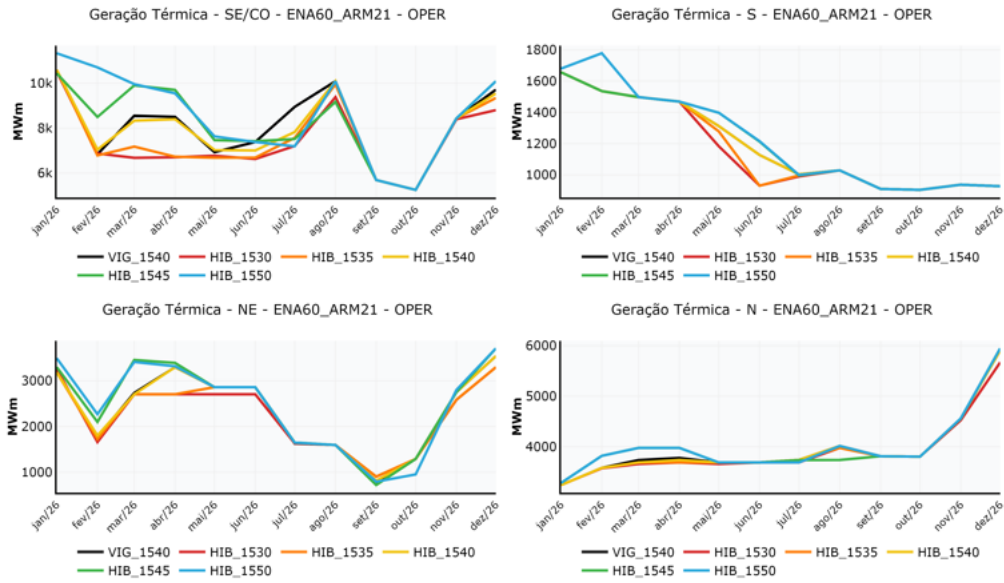 Geração Térmica - SE/CO - ENA60_ARM21 - OPER
MWm
10k
8k
6k
jan/26 fev/26 mar/26 abr/26 mai/26 jun/26 jul/26 ago/26 set/26 out/26 nov/26 dez/26
VIG_1540 HIB_1530 HIB_1535 HIB_1540
HIB_1545 HIB_1550
Geração Térmica - S - ENA60_ARM21 - OPER
MWm
1800
1600
1400
1200
1000
jan/26 fev/26 mar/26 abr/26 mai/26 jun/26 jul/26 ago/26 set/26 out/26 nov/26 dez/26
VIG_1540 HIB_1530 HIB_1535 HIB_1540
HIB_1545 HIB_1550
Geração Térmica - NE - ENA60_ARM21 - OPER
MWm
3000
2000
1000
jan/26 fev/26 mar/26 abr/26 mai/26 jun/26 jul/26 ago/26 set/26 out/26 nov/26 dez/26
VIG_1540 HIB_1530 HIB_1535 HIB_1540
HIB_1545 HIB_1550
Geração Térmica - N - ENA60_ARM21 - OPER
MWm
6000
5000
4000
jan/26 fev/26 mar/26 abr/26 mai/26 jun/26 jul/26 ago/26 set/26 out/26 nov/26 dez/26
VIG_1540 HIB_1530 HIB_1535 HIB_1540
HIB_1545 HIB_1550